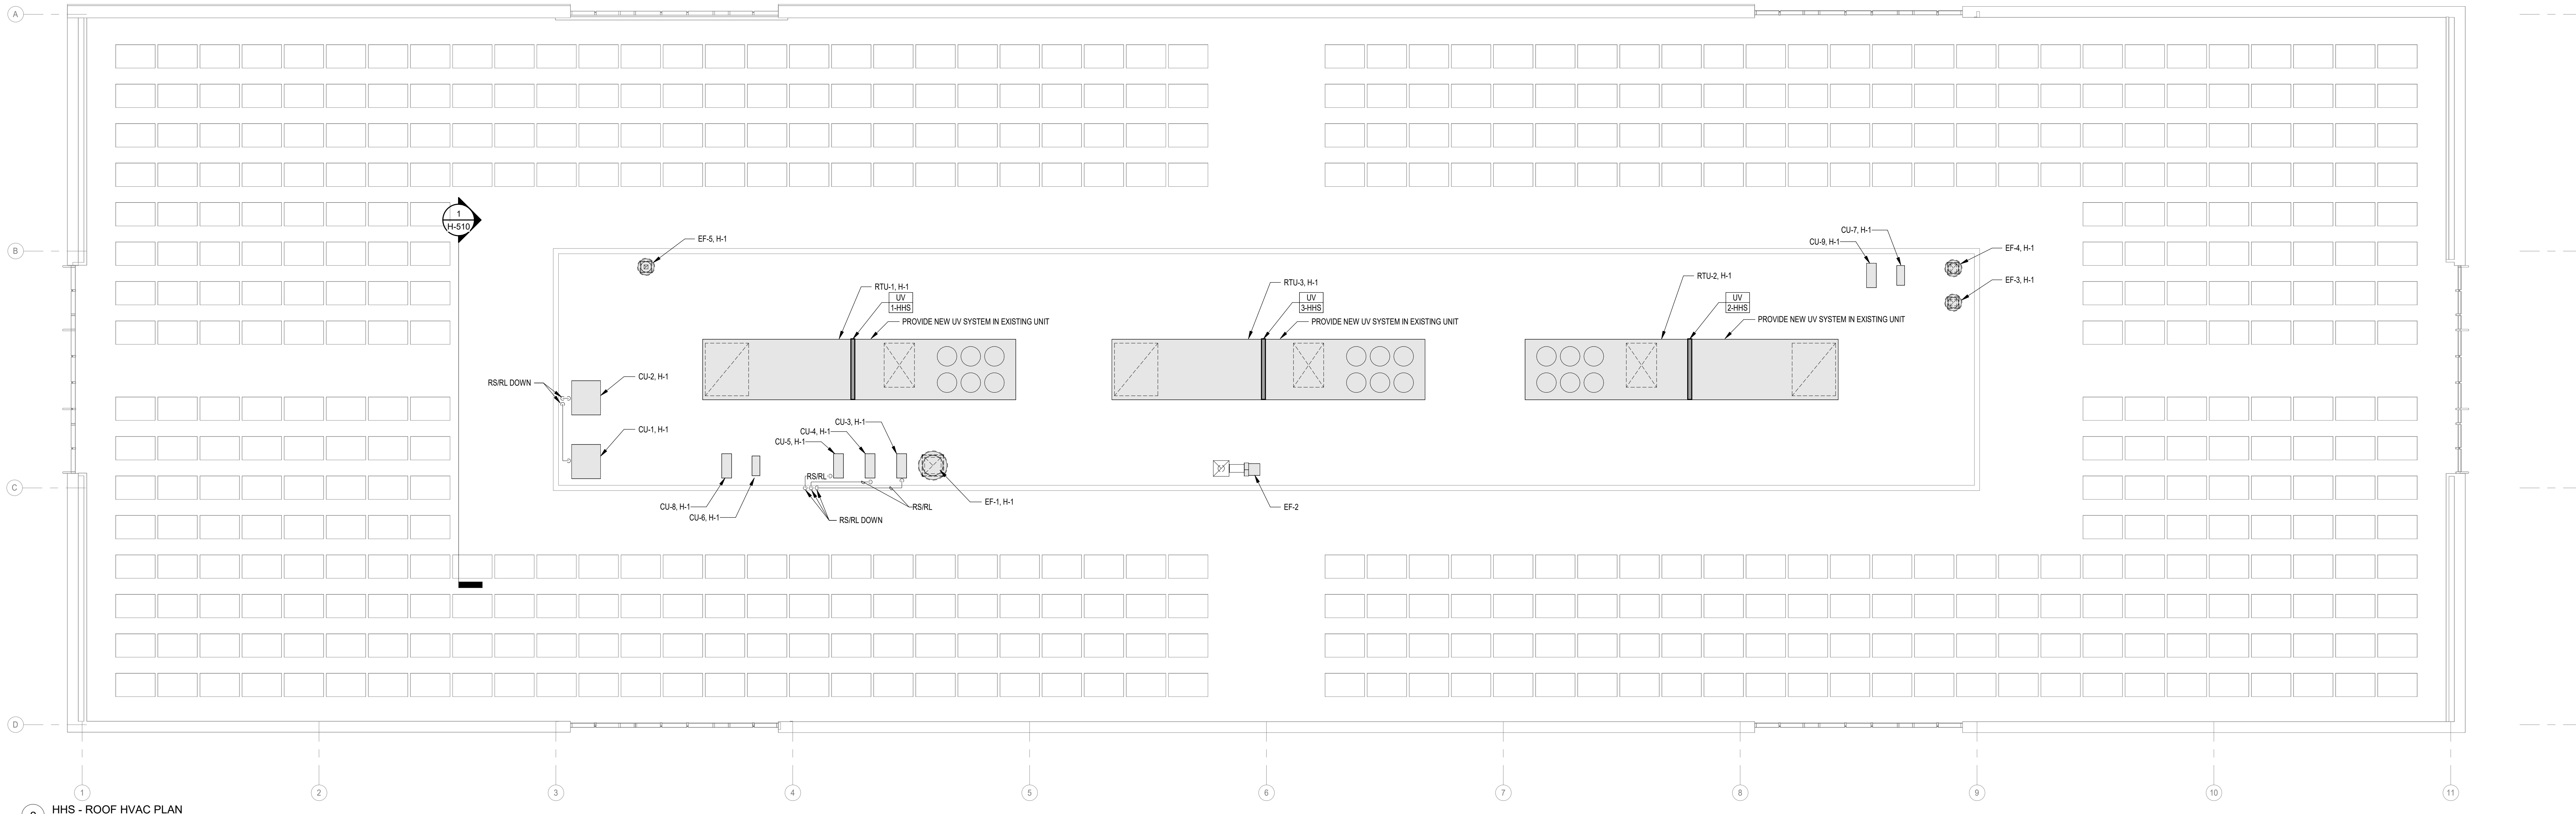 A
1
H-510
B
EF-5, H-1
CU-7, H-1
CU-9, H-1
EF-4, H-1
RTU-1, H-1
UV
1-HHS
PROVIDE NEW UV SYSTEM IN EXISTING UNIT
RTU-3, H-1
UV
3-HHS
PROVIDE NEW UV SYSTEM IN EXISTING UNIT
RTU-2, H-1
UV
2-HHS
PROVIDE NEW UV SYSTEM IN EXISTING UNIT
EF-3, H-1
RS/RL DOWN
CU-2, H-1
CU-1, H-1
CU-3, H-1
CU-4, H-1
CU-5, H-1
RS/RL
C
CU-8, H-1
CU-6, H-1
RS/RL DOWN
RS/RL
EF-1, H-1
EF-2
D
1
2
3
4
5
6
7
8
9
10
11
HHS - ROOF HVAC PLAN